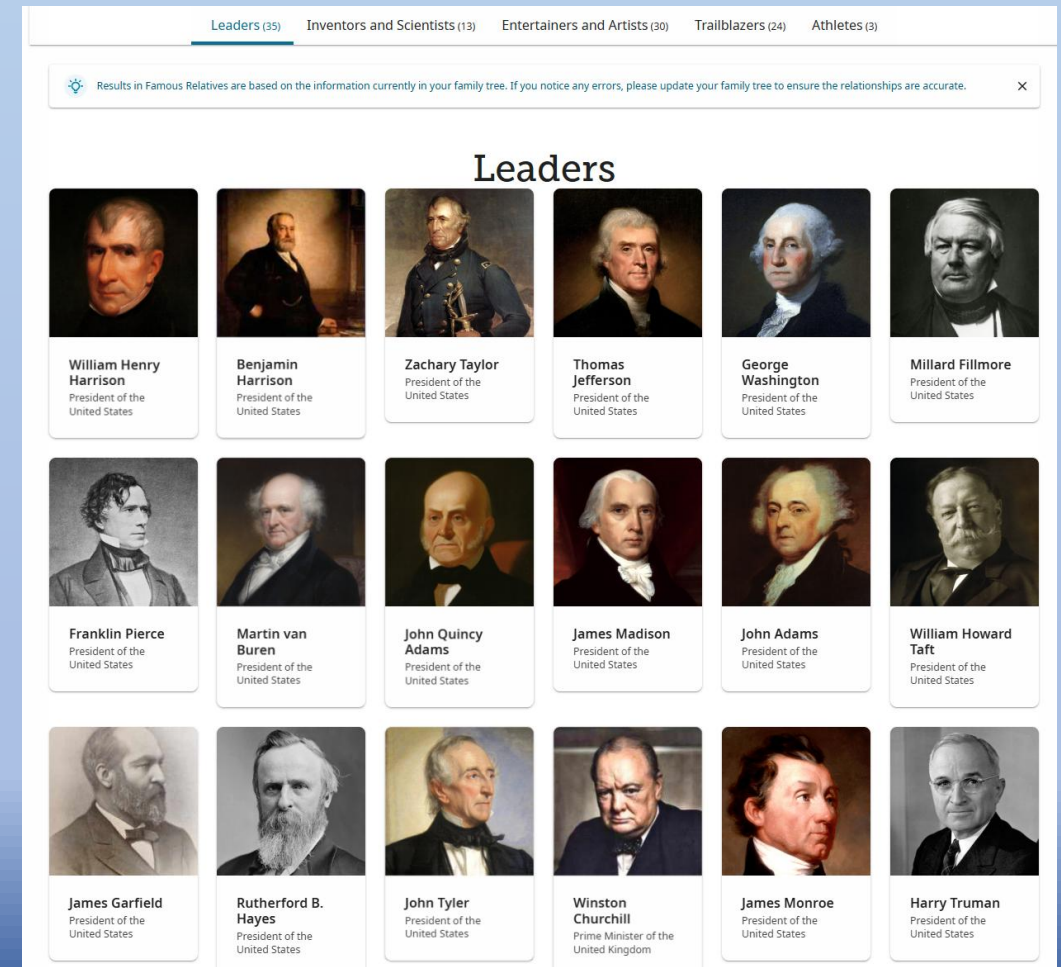 Leaders (35) Inventors and Scientists (13) Entertainers and Artists (30) Trailblazers (24) Athletes (3)
Results in Famous Relatives are based on the information currently in your family tree. If you notice any errors, please update your family tree to ensure the relationships are accurate.
Leaders
William Henry
Harrison
President of the
United States
Benjamin
Harrison
President of the
United States
Zachary Taylor
President of the
United States
Thomas
Jefferson
President of the
United States
George
Washington
President of the
United States
Millard Fillmore
President of the
United States
Franklin Pierce
President of the
United States
Martin van
Buren
President of the
United States
John Quincy
Adams
President of the
United States
James Madison
President of the
United States
John Adams
President of the
United States
William Howard
Taft
President of the
United States
James Garfield
President of the
United States
Rutherford B.
Hayes
President of the
United States
John Tyler
President of the
United States
Winston
Churchill
Prime Minister of the
United Kingdom
James Monroe
President of the
United States
Harry Truman
President of the
United States